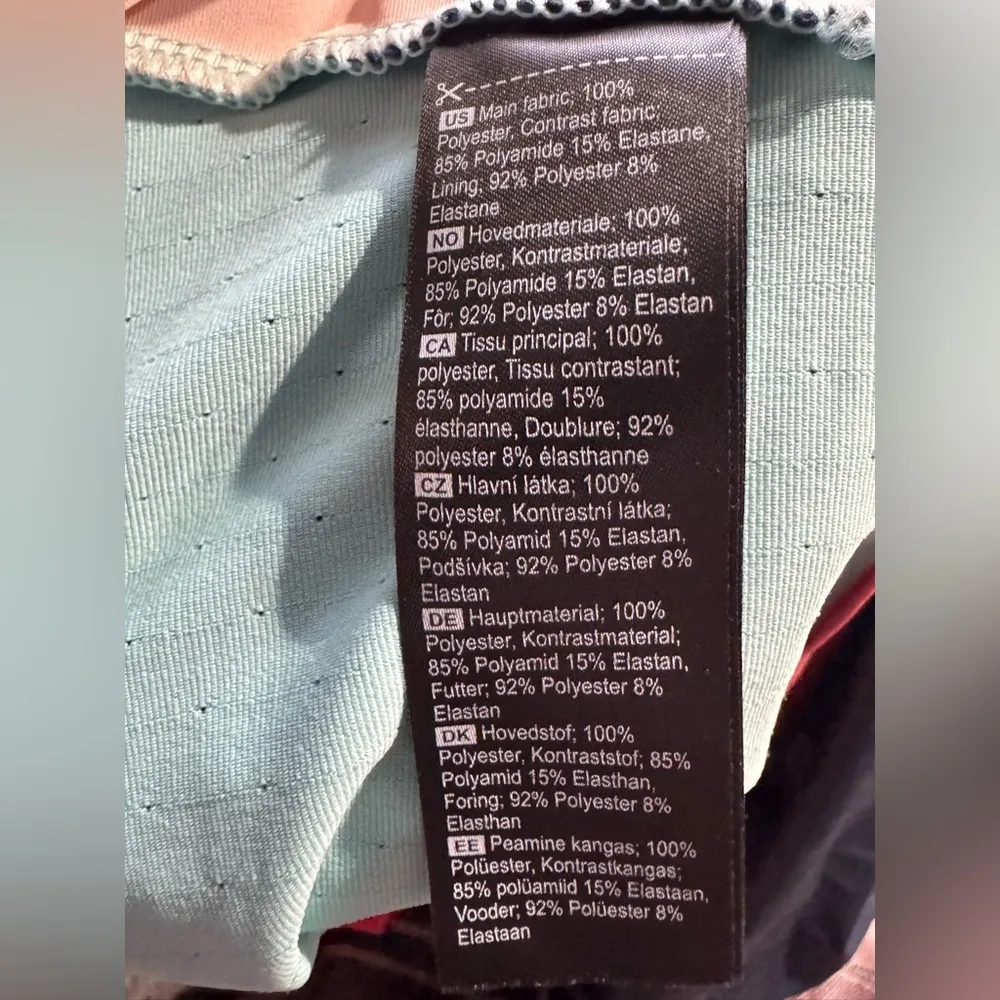 US Main fabric: 100%
Polyester. Contrast fabric:
85% Polyamide 15% Elastane,
Lining, 92% Polyester 8%
Elastane
NO Hovedmateriale; 100%
Polyester, Kontrastmateriale;
85% Polyamide 15% Elastan,
Fôr; 92% Polyester 8% Elastan
CA Tissu principal; 100%
polyester, Tissu contrastant;
85% polyamide 15%
élasthanne, Doublure; 92%
polyester 8% élasthanne
CZ Hlavní látka; 100%
Polyester, Kontrastní látka;
85% Polyamid 15% Elastan,
Podšívka; 92% Polyester 8%
Elastan
DE Hauptmaterial; 100%
Polyester, Kontrastmaterial;
85% Polyamid 15% Elastan,
Futter; 92% Polyester 8%
Elastan
DK Hovedstof; 100%
Polyester, Kontraststof; 85%
Polyamid 15% Elasthan,
Foring; 92% Polyester 8%
Elasthan
EE Peamine kangas; 100%
Polüester, Kontrastkangas;
85% polüamiid 15% Elastaan,
Vooder; 92% Polüester 8%
Elastaan